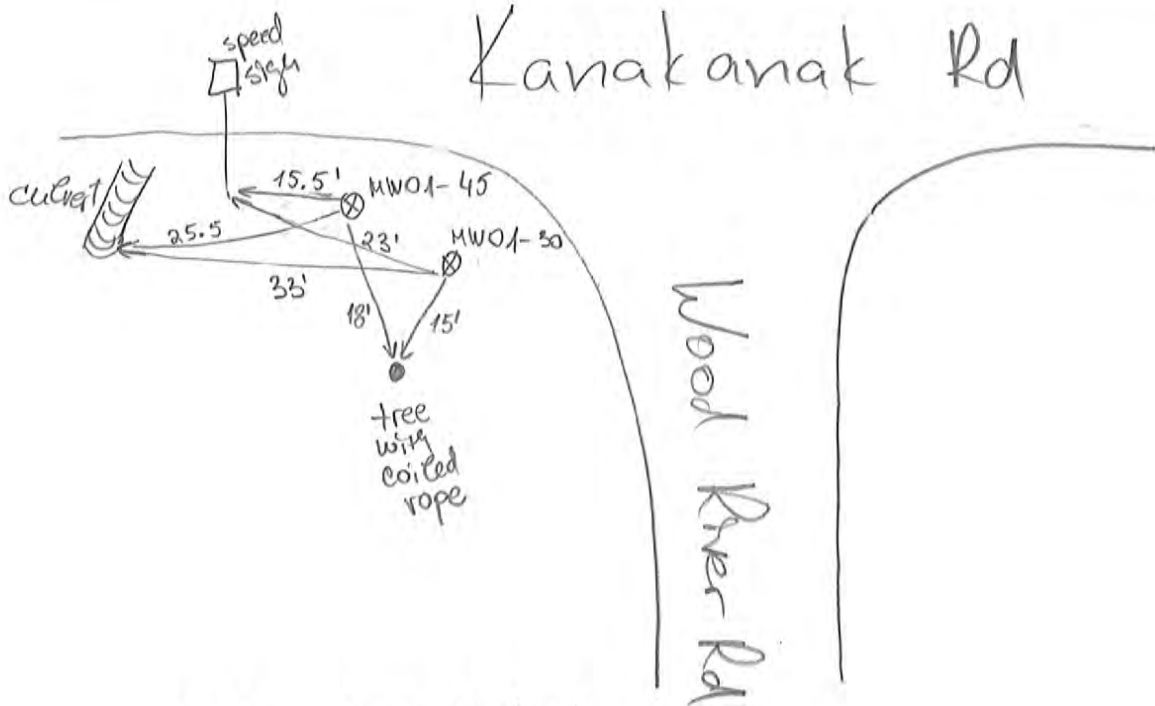 speed
sign
Kanakanak Rd
culvert
15.5'
MW01-45
25.5
23'
MW01-30
33'
18'
15'
tree
with
coiled
rope
Wood River Rd